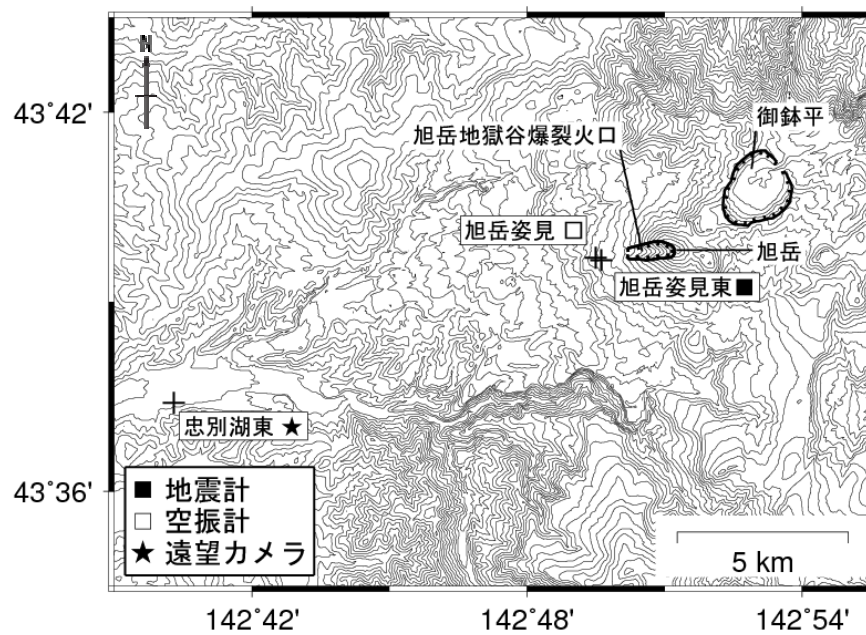 N
43°42'
御鉢平
旭岳地獄谷爆裂火口
旭岳姿見 □
旭岳
旭岳姿見東■
忠別湖東 ★
43°36'
■ 地震計
□ 空振計
★ 遠望カメラ
5 km
142°42'
142°48'
142°54'